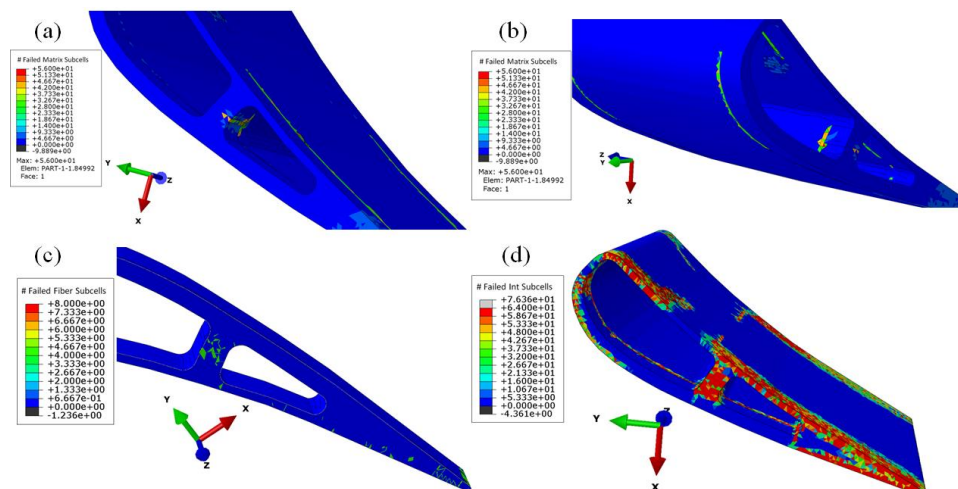 (a)
# Failed Matrix Subcells
+5.600e+01
+5.133e+01
+4.667e+01
+4.200e+01
+3.733e+01
+3.267e+01
+2.800e+01
+2.333e+01
+1.867e+01
+1.400e+01
+9.333e+00
+4.667e+00
+0.000e+00
-9.889e+00
Max: +5.600e+01
Elem: PART-1-1.84992
Face: 1
Y
Z
X
(b)
# Failed Matrix Subcells
+5.600e+01
+5.133e+01
+4.667e+01
+4.200e+01
+3.733e+01
+3.267e+01
+2.800e+01
+2.333e+01
+1.867e+01
+1.400e+01
+9.333e+00
+4.667e+00
+0.000e+00
-9.889e+00
Max: +5.600e+01
Elem: PART-1-1.84992
Face: 1
Z
Y
X
(c)
# Failed Fiber Subcells
+8.000e+00
+7.333e+00
+6.667e+00
+6.000e+00
+5.333e+00
+4.667e+00
+4.000e+00
+3.333e+00
+2.667e+00
+2.000e+00
+1.333e+00
+6.667e-01
+0.000e+00
-1.236e+00
Y
X
Z
(d)
# Failed Int Subcells
+7.636e+01
+6.400e+01
+5.867e+01
+5.333e+01
+4.800e+01
+4.267e+01
+3.733e+01
+3.200e+01
+2.667e+01
+2.133e+01
+1.600e+01
+1.067e+01
+5.333e+00
+0.000e+00
-4.361e+00
Z
Y
X